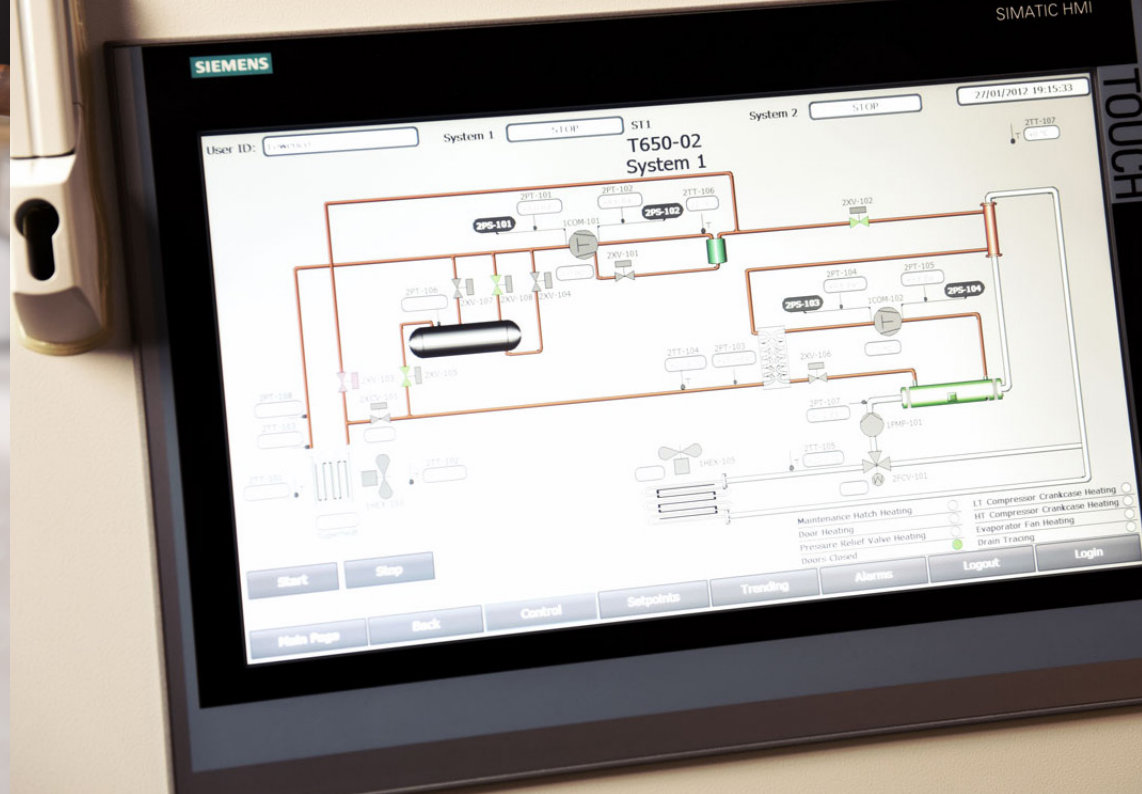 SIMATIC HMI
SIEMENS
TOUCH
User ID:
System 1 STOP
ST1
System 2 STOP
27/01/2012 19:15:33
T650-02
System 1
2TT-107
2PT-101
2PT-102
2TT-106
2XV-102
2PS-101
1COM-101
2PS-102
2XV-101
2PT-106
2XV-107
2XV-108
2XV-104
2PT-104
2PT-105
2PS-103
1COM-102
2PS-104
2TT-104
2PT-103
2XV-106
2XV-103
2XV-105
2XCV-101
2PT-107
1PMP-101
2TT-105
2TT-102
1HEX-105
2FCV-101
Maintenance Hatch Heating
Door Heating
Pressure Relief Valve Heating
Doors Closed
LT Compressor Crankcase Heating
HT Compressor Crankcase Heating
Evaporator Fan Heating
Drain Tracing
Start
Stop
Main Page
Back
Control
Setpoints
Trending
Alarms
Logout
Login